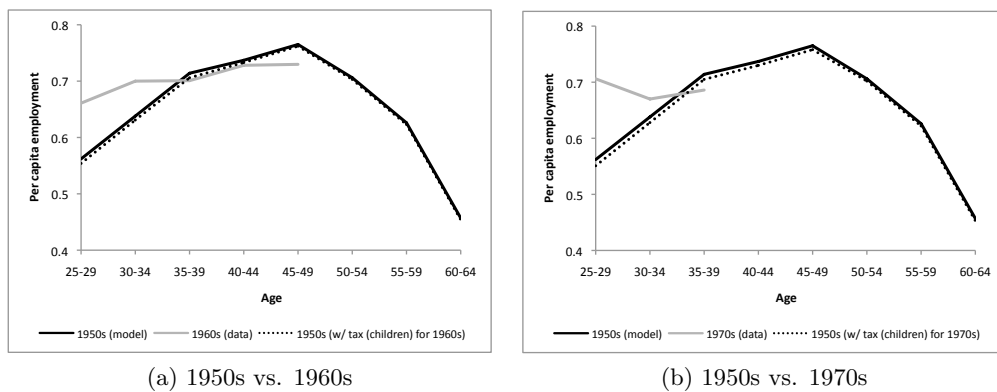 Per capita employment
0.8
0.7
0.6
0.5
0.4
25-29 30-34 35-39 40-44 45-49 50-54 55-59 60-64
Age
1950s (model) 1960s (data) 1950s (w/ tax (children) for 1960s)
(a) 1950s vs. 1960s
Per capita employment
0.8
0.7
0.6
0.5
0.4
25-29 30-34 35-39 40-44 45-49 50-54 55-59 60-64
Age
1950s (model) 1970s (data) 1950s (w/ tax (children) for 1970s)
(b) 1950s vs. 1970s